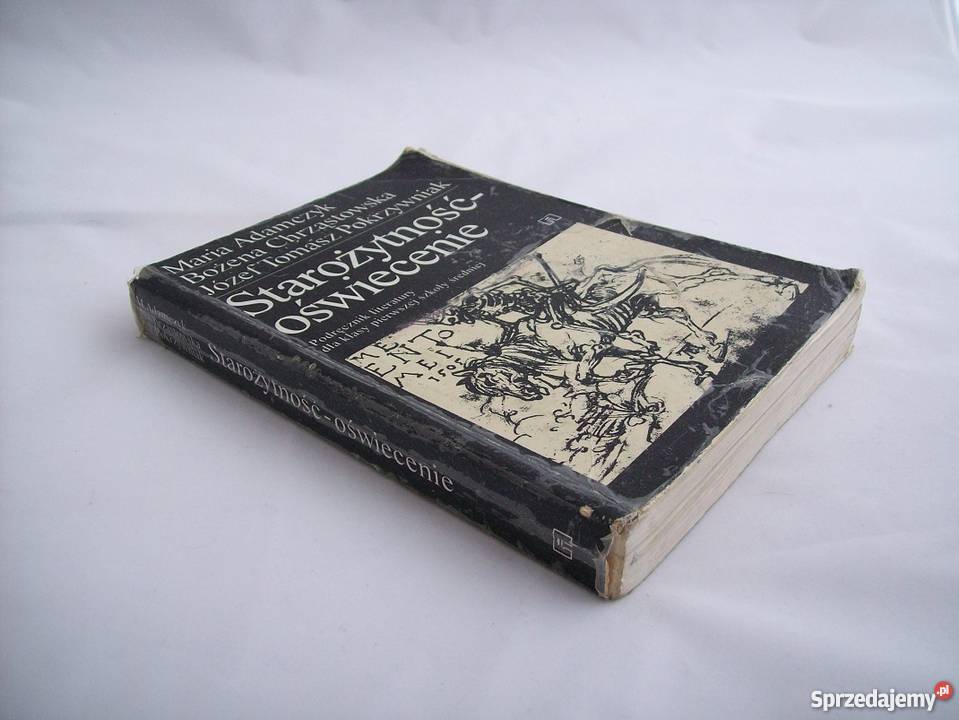 Maria Adamczyk
Bożena Chrząstowska
Józef Tomasz Pokrzywniak
Starożytność-
oświecenie
Podręcznik literatury
dla klasy pierwszej szkoły średniej
M
ENTO
MEI
Starożytność-oświecenie
Sprzedajemy.pl